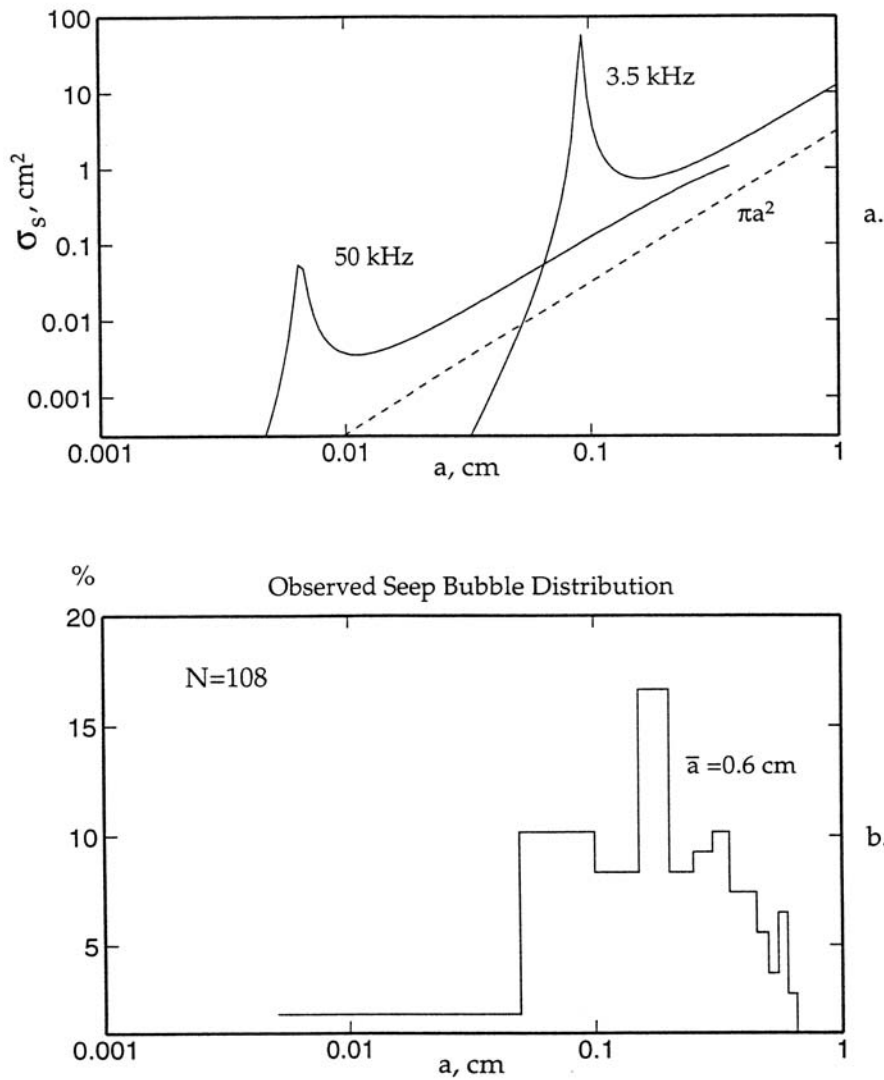 100
10
1
0.1
0.01
0.001
σs, cm²
3.5 kHz
50 kHz
πa²
a.
0.001
0.01
0.1
1
a, cm
%
Observed Seep Bubble Distribution
20
15
10
5
N=108
a̅ =0.6 cm
b.
0.001
0.01
0.1
1
a, cm